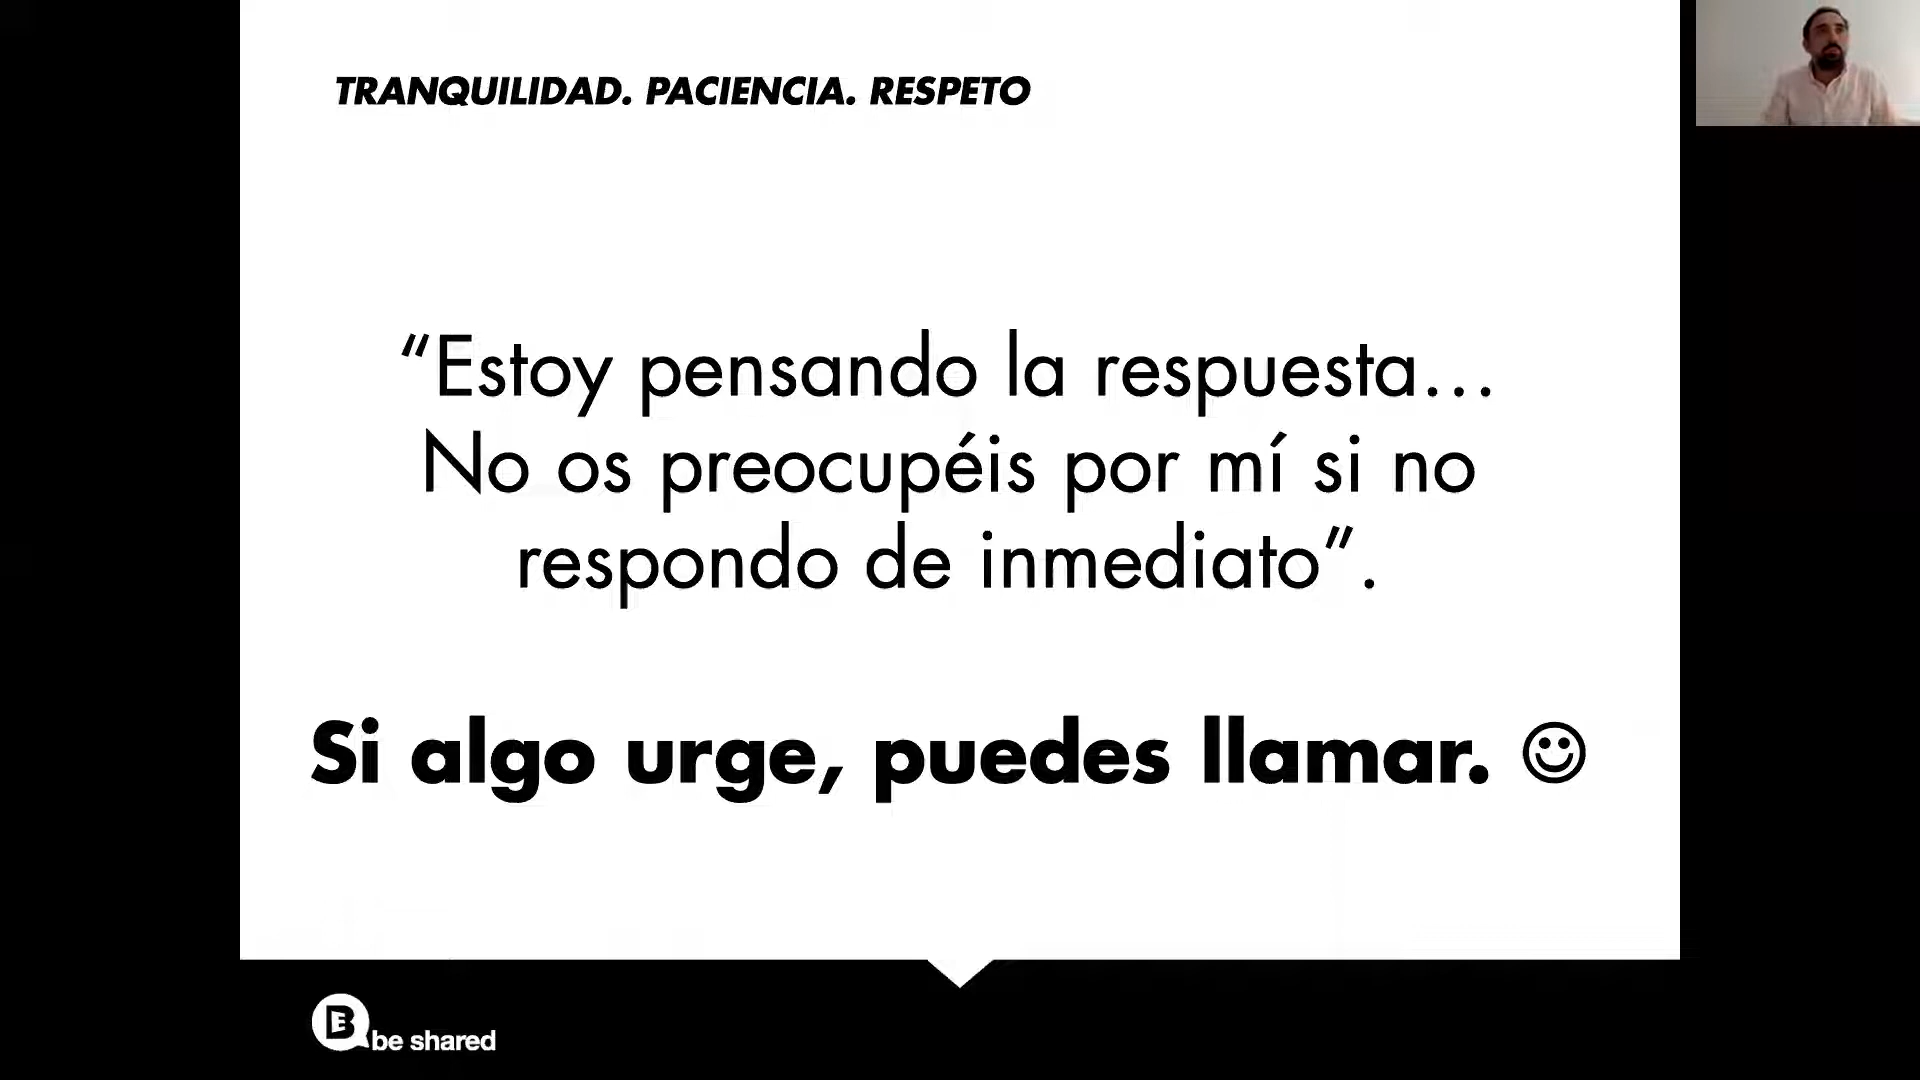 TRANQUILIDAD. PACIENCIA. RESPETO
“Estoy pensando la respuesta…
No os preocupéis por mí si no
respondo de inmediato”.
Si algo urge, puedes llamar. ☺
B be shared